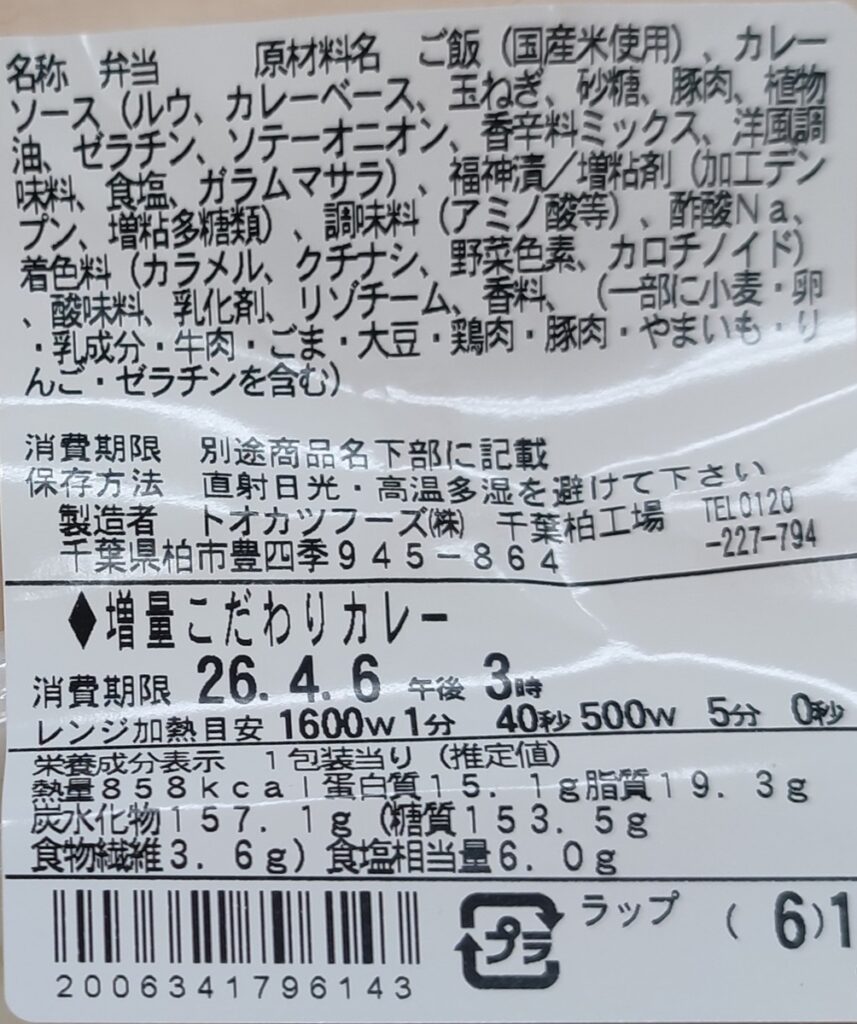 名称　弁当　　　原材料名　ご飯（国産米使用）、カレー
ソース（ルウ、カレーベース、玉ねぎ、砂糖、豚肉、植物
油、ゼラチン、ソテーオニオン、香辛料ミックス、洋風調
味料、食塩、ガラムマサラ）、福神漬／増粘剤（加工デン
プン、増粘多糖類）、調味料（アミノ酸等）、酢酸Ｎａ、
着色料（カラメル、クチナシ、野菜色素、カロチノイド）
、酸味料、乳化剤、リゾチーム、香料、（一部に小麦・卵
・乳成分・牛肉・ごま・大豆・鶏肉・豚肉・やまいも・り
んご・ゼラチンを含む）
消費期限　別途商品名下部に記載
保存方法　直射日光・高温多湿を避けて下さい
製造者　トオカツフーズ㈱　千葉柏工場　TEL0120
千葉県柏市豊四季９４５－８６４　-227-794
♦増量こだわりカレー
消費期限 26. 4. 6 午後 3時
レンジ加熱目安 1600w 1分　40秒 500w　5分　0秒
栄養成分表示　１包装当り（推定値）
熱量８５８ｋｃａｌ蛋白質１５．１ｇ脂質１９．３ｇ
炭水化物１５７．１ｇ（糖質１５３．５ｇ
食物繊維３．６ｇ）食塩相当量６．０ｇ
2006341796143
プラ
ラップ
( 6)1